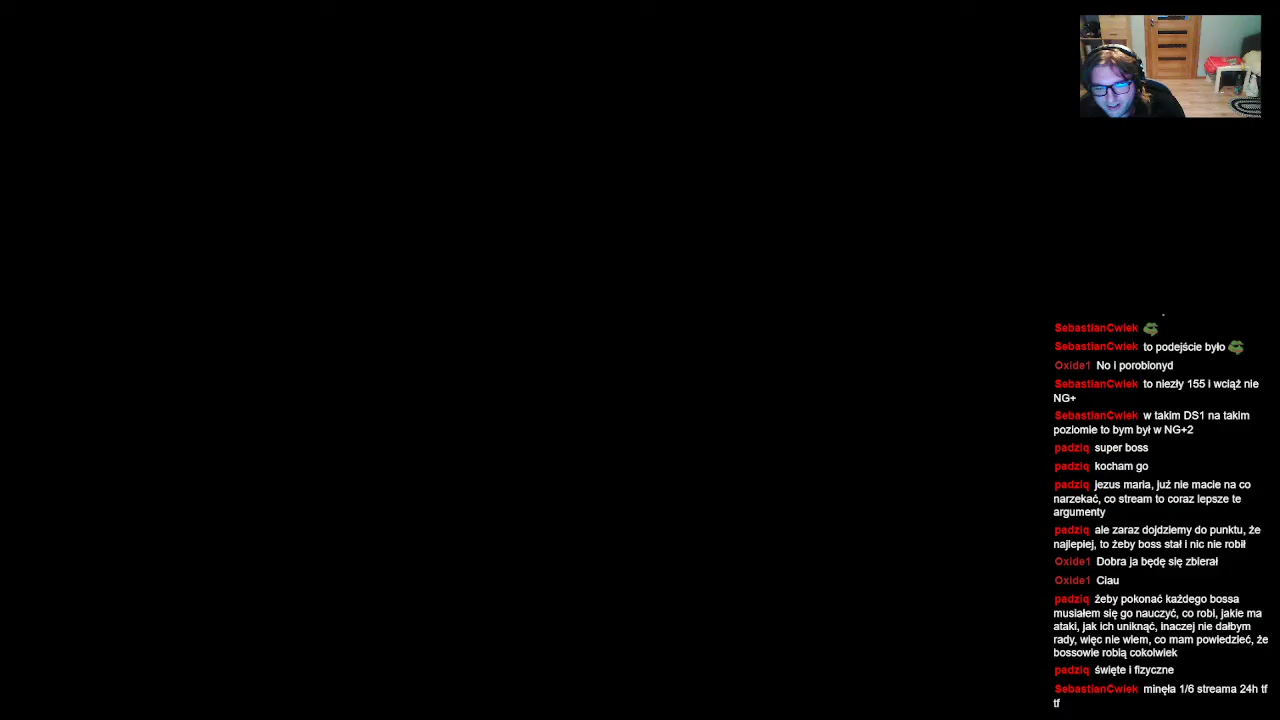 SebastianCwiek
SebastianCwiek to podejście było
Oxide1 No i porobionyd
SebastianCwiek to niezły 155 i wciąż nie
NG+
SebastianCwiek w takim DS1 na takim
poziomie to bym był w NG+2
padziq super boss
padziq kocham go
padziq jezus maria, już nie macie na co
narzekać, co stream to coraz lepsze te
argumenty
padziq ale zaraz dojdziemy do punktu, że
najlepiej, to żeby boss stał i nic nie robił
Oxide1 Dobra ja będę się zbierał
Oxide1 Ciau
padziq żeby pokonać każdego bossa
musiałem się go nauczyć, co robi, jakie ma
ataki, jak ich uniknąć, inaczej nie dałbym
rady, więc nie wiem, co mam powiedzieć, że
bossowie robią cokolwiek
padziq święte i fizyczne
SebastianCwiek minęła 1/6 streama 24h tf
tf